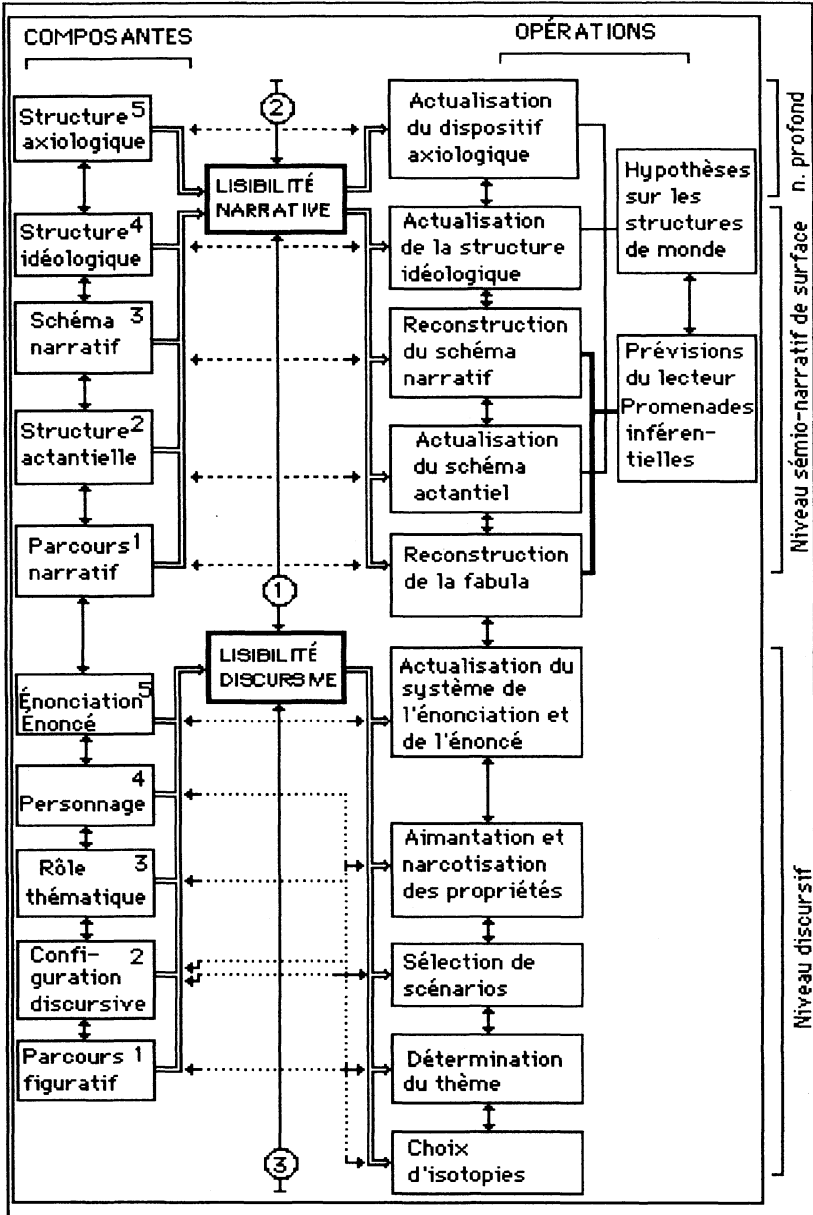 COMPOSANTES
OPÉRATIONS
Structure 5
axiologique
Structure 4
idéologique
Schéma 3
narratif
Structure 2
actantielle
Parcours 1
narratif
Énonciation 5
Énoncé
4
Personnage
Rôle 3
thématique
Confi- 2
guration
discursive
Parcours 1
figuratif
2
LISIBILITÉ
NARRATIVE
1
LISIBILITÉ
DISCURSIVE
3
Actualisation
du dispositif
axiologique
Actualisation
de la structure
idéologique
Reconstruction
du schéma
narratif
Actualisation
du schéma
actantiel
Reconstruction
de la fabula
Actualisation du
système de
l'énonciation et
de l'énoncé
Aimantation et
narcotisation
des propriétés
Sélection de
scénarios
Détermination
du thème
Choix
d'isotopies
Hypothèses
sur les
structures
de monde
Prévisions
du lecteur
Promenades
inféren-
tielles
n. profond
Niveau sémio-narratif de surface
Niveau discursif